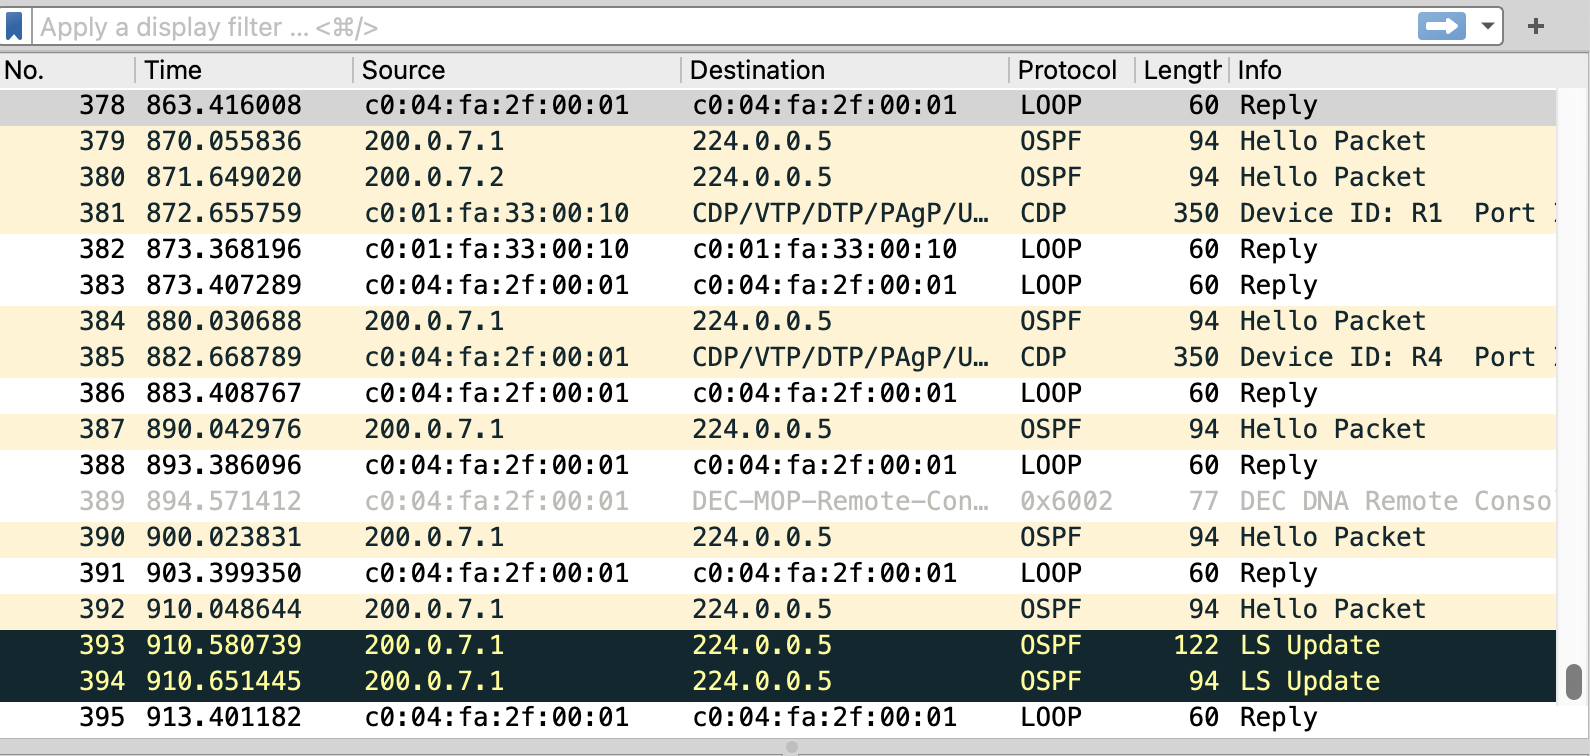 Apply a display filter ... <⌘/>
No. Time Source Destination Protocol Length Info
378 863.416008 c0:04:fa:2f:00:01 c0:04:fa:2f:00:01 LOOP 60 Reply
379 870.055836 200.0.7.1 224.0.0.5 OSPF 94 Hello Packet
380 871.649020 200.0.7.2 224.0.0.5 OSPF 94 Hello Packet
381 872.655759 c0:01:fa:33:00:10 CDP/VTP/DTP/PAgP/U… CDP 350 Device ID: R1 Port
382 873.368196 c0:01:fa:33:00:10 c0:01:fa:33:00:10 LOOP 60 Reply
383 873.407289 c0:04:fa:2f:00:01 c0:04:fa:2f:00:01 LOOP 60 Reply
384 880.030688 200.0.7.1 224.0.0.5 OSPF 94 Hello Packet
385 882.668789 c0:04:fa:2f:00:01 CDP/VTP/DTP/PAgP/U… CDP 350 Device ID: R4 Port
386 883.408767 c0:04:fa:2f:00:01 c0:04:fa:2f:00:01 LOOP 60 Reply
387 890.042976 200.0.7.1 224.0.0.5 OSPF 94 Hello Packet
388 893.386096 c0:04:fa:2f:00:01 c0:04:fa:2f:00:01 LOOP 60 Reply
389 894.571412 c0:04:fa:2f:00:01 DEC-MOP-Remote-Con… 0x6002 77 DEC DNA Remote Conso
390 900.023831 200.0.7.1 224.0.0.5 OSPF 94 Hello Packet
391 903.399350 c0:04:fa:2f:00:01 c0:04:fa:2f:00:01 LOOP 60 Reply
392 910.048644 200.0.7.1 224.0.0.5 OSPF 94 Hello Packet
393 910.580739 200.0.7.1 224.0.0.5 OSPF 122 LS Update
394 910.651445 200.0.7.1 224.0.0.5 OSPF 94 LS Update
395 913.401182 c0:04:fa:2f:00:01 c0:04:fa:2f:00:01 LOOP 60 Reply